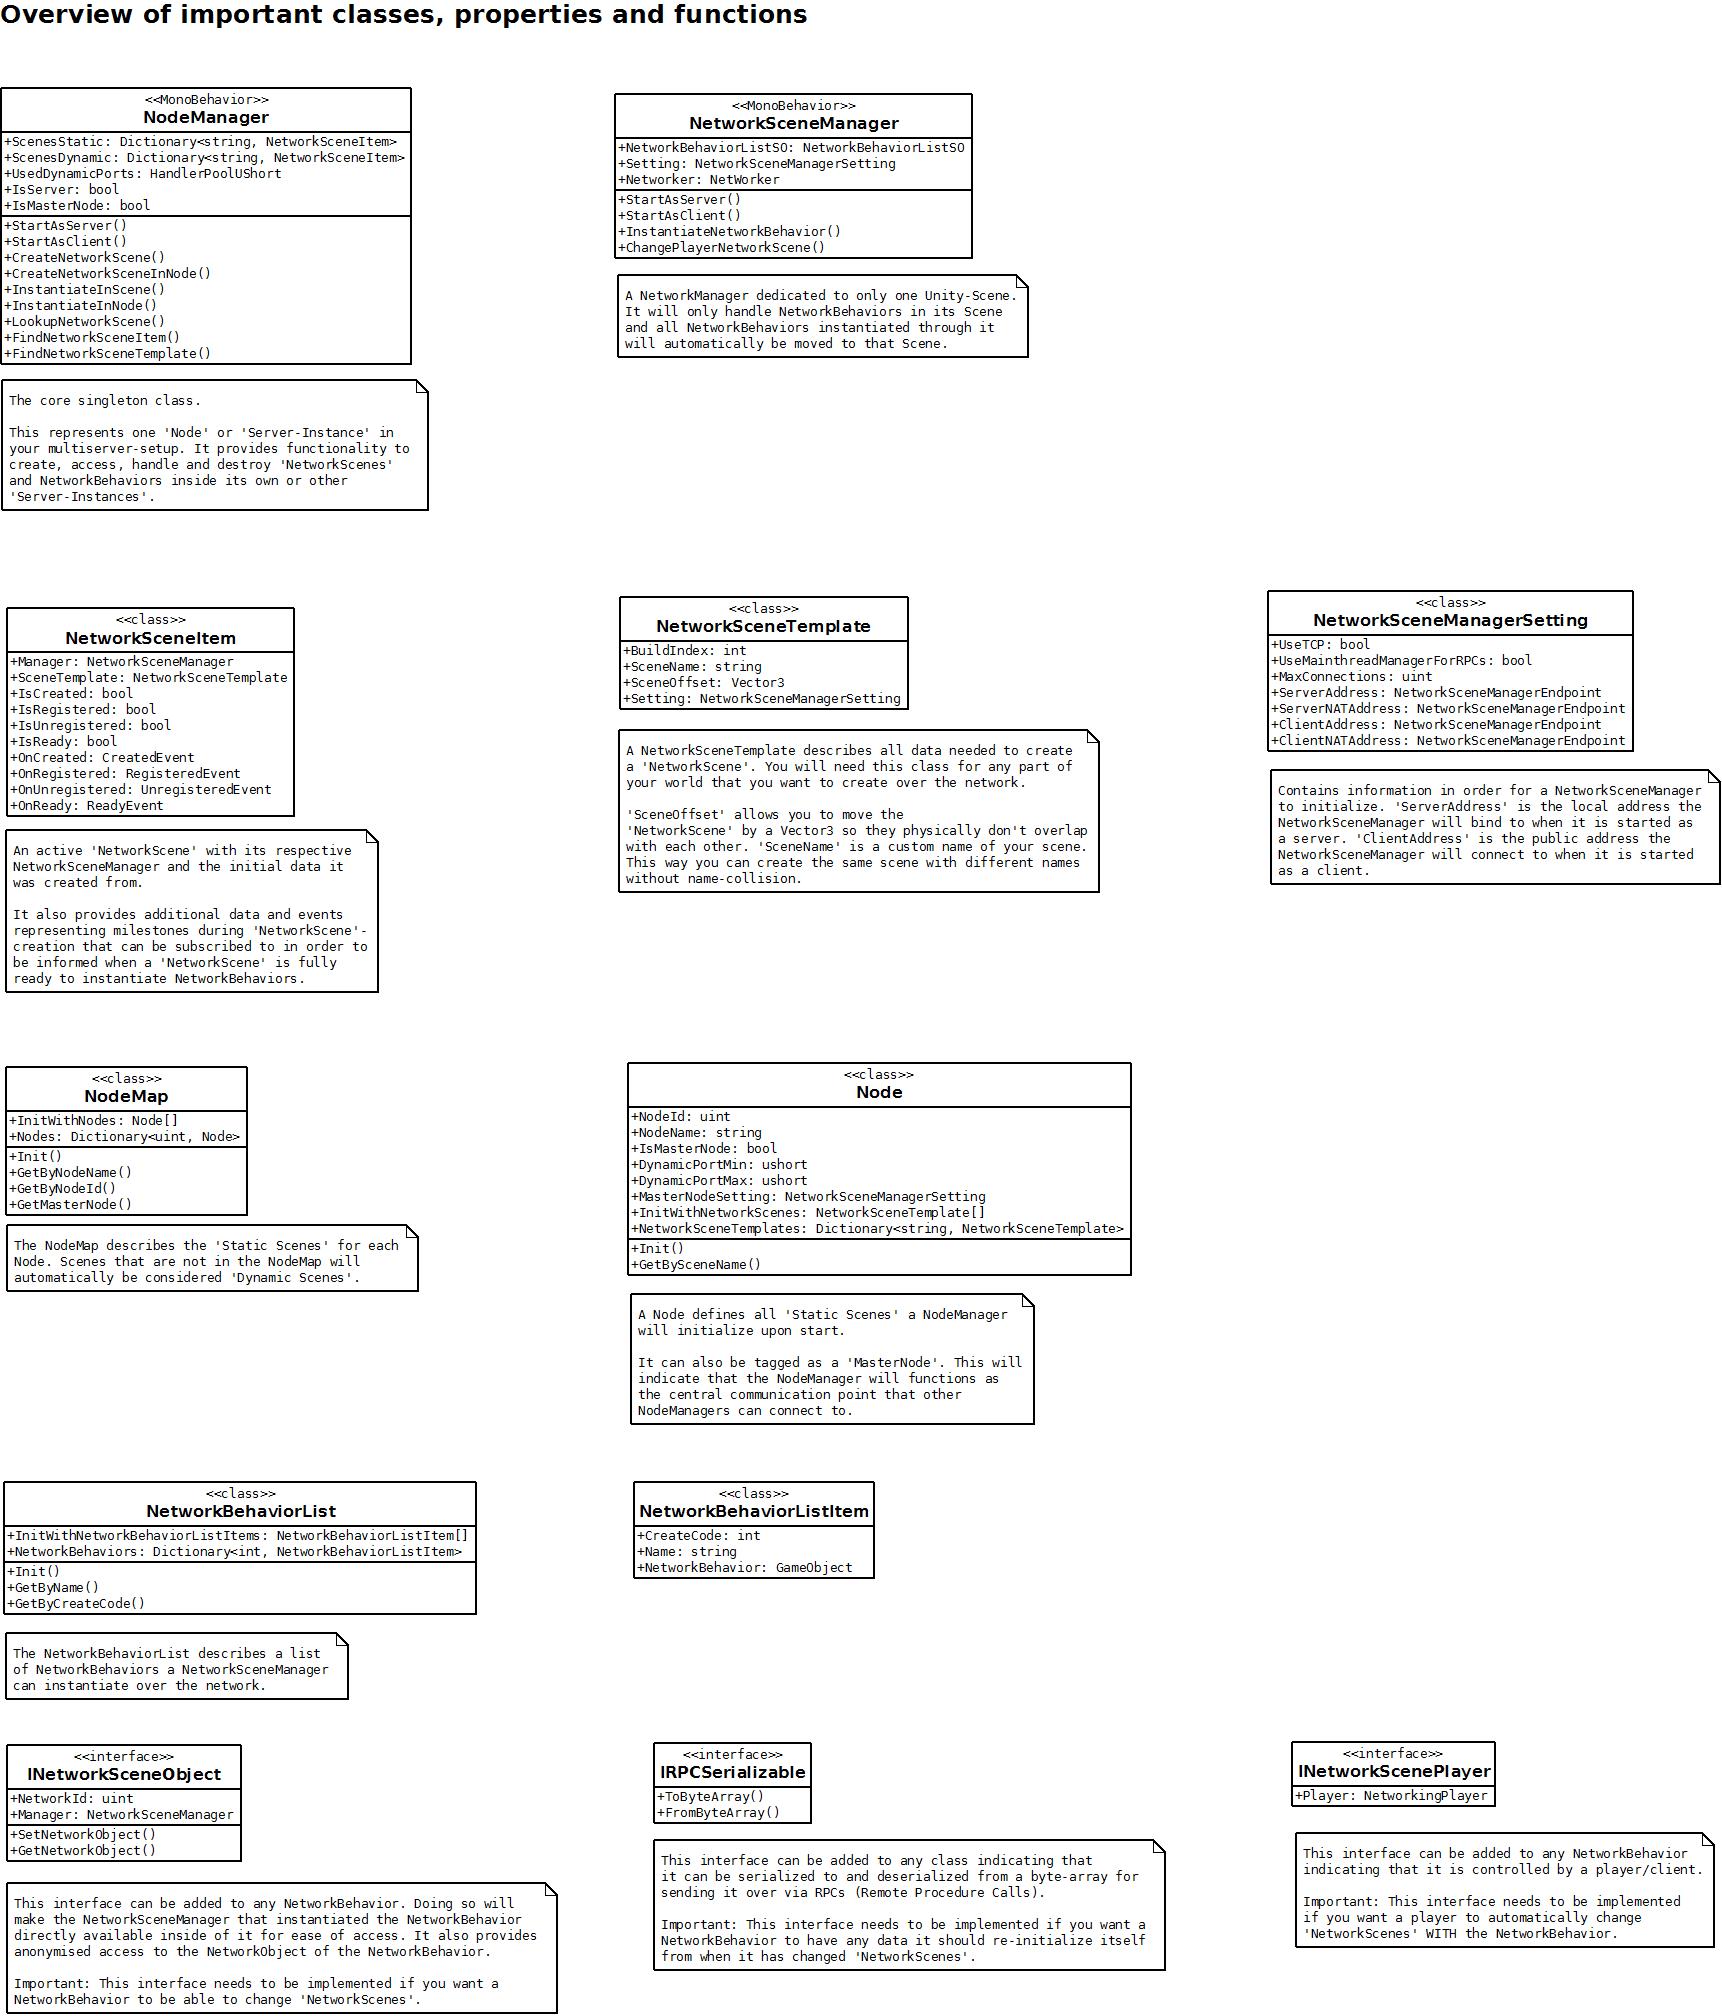 Overview of important classes, properties and functions
<<MonoBehavior>>
NodeManager
+ScenesStatic: Dictionary<string, NetworkSceneItem>
+ScenesDynamic: Dictionary<string, NetworkSceneItem>
+UsedDynamicPorts: HandlerPoolUShort
+IsServer: bool
+IsMasterNode: bool
+StartAsServer()
+StartAsClient()
+CreateNetworkScene()
+CreateNetworkSceneInNode()
+InstantiateInScene()
+InstantiateInNode()
+LookupNetworkScene()
+FindNetworkSceneItem()
+FindNetworkSceneTemplate()
The core singleton class.
This represents one 'Node' or 'Server-Instance' in
your multiserver-setup. It provides functionality to
create, access, handle and destroy 'NetworkScenes'
and NetworkBehaviors inside its own or other
'Server-Instances'.
<<MonoBehavior>>
NetworkSceneManager
+NetworkBehaviorListSO: NetworkBehaviorListSO
+Setting: NetworkSceneManagerSetting
+Networker: NetWorker
+StartAsServer()
+StartAsClient()
+InstantiateNetworkBehavior()
+ChangePlayerNetworkScene()
A NetworkManager dedicated to only one Unity-Scene.
It will only handle NetworkBehaviors in its Scene
and all NetworkBehaviors instantiated through it
will automatically be moved to that Scene.
<<class>>
NetworkSceneItem
+Manager: NetworkSceneManager
+SceneTemplate: NetworkSceneTemplate
+IsCreated: bool
+IsRegistered: bool
+IsUnregistered: bool
+IsReady: bool
+OnCreated: CreatedEvent
+OnRegistered: RegisteredEvent
+OnUnregistered: UnregisteredEvent
+OnReady: ReadyEvent
An active 'NetworkScene' with its respective
NetworkSceneManager and the initial data it
was created from.
It also provides additional data and events
representing milestones during 'NetworkScene'-
creation that can be subscribed to in order to
be informed when a 'NetworkScene' is fully
ready to instantiate NetworkBehaviors.
<<class>>
NetworkSceneTemplate
+BuildIndex: int
+SceneName: string
+SceneOffset: Vector3
+Setting: NetworkSceneManagerSetting
A NetworkSceneTemplate describes all data needed to create
a 'NetworkScene'. You will need this class for any part of
your world that you want to create over the network.
'SceneOffset' allows you to move the
'NetworkScene' by a Vector3 so they physically don't overlap
with each other. 'SceneName' is a custom name of your scene.
This way you can create the same scene with different names
without name-collision.
<<class>>
NetworkSceneManagerSetting
+UseTCP: bool
+UseMainthreadManagerForRPCs: bool
+MaxConnections: uint
+ServerAddress: NetworkSceneManagerEndpoint
+ServerNATAddress: NetworkSceneManagerEndpoint
+ClientAddress: NetworkSceneManagerEndpoint
+ClientNATAddress: NetworkSceneManagerEndpoint
Contains information in order for a NetworkSceneManager
to initialize. 'ServerAddress' is the local address the
NetworkSceneManager will bind to when it is started as
a server. 'ClientAddress' is the public address the
NetworkSceneManager will connect to when it is started
as a client.
<<class>>
NodeMap
+InitWithNodes: Node[]
+Nodes: Dictionary<uint, Node>
+Init()
+GetByNodeName()
+GetByNodeId()
+GetMasterNode()
The NodeMap describes the 'Static Scenes' for each
Node. Scenes that are not in the NodeMap will
automatically be considered 'Dynamic Scenes'.
<<class>>
Node
+NodeId: uint
+NodeName: string
+IsMasterNode: bool
+DynamicPortMin: ushort
+DynamicPortMax: ushort
+MasterNodeSetting: NetworkSceneManagerSetting
+InitWithNetworkScenes: NetworkSceneTemplate[]
+NetworkSceneTemplates: Dictionary<string, NetworkSceneTemplate>
+Init()
+GetBySceneName()
A Node defines all 'Static Scenes' a NodeManager
will initialize upon start.
It can also be tagged as a 'MasterNode'. This will
indicate that the NodeManager will functions as
the central communication point that other
NodeManagers can connect to.
<<class>>
NetworkBehaviorList
+InitWithNetworkBehaviorListItems: NetworkBehaviorListItem[]
+NetworkBehaviors: Dictionary<int, NetworkBehaviorListItem>
+Init()
+GetByName()
+GetByCreateCode()
The NetworkBehaviorList describes a list
of NetworkBehaviors a NetworkSceneManager
can instantiate over the network.
<<class>>
NetworkBehaviorListItem
+CreateCode: int
+Name: string
+NetworkBehavior: GameObject
<<interface>>
INetworkSceneObject
+NetworkId: uint
+Manager: NetworkSceneManager
+SetNetworkObject()
+GetNetworkObject()
This interface can be added to any NetworkBehavior. Doing so will
make the NetworkSceneManager that instantiated the NetworkBehavior
directly available inside of it for ease of access. It also provides
anonymised access to the NetworkObject of the NetworkBehavior.
Important: This interface needs to be implemented if you want a
NetworkBehavior to be able to change 'NetworkScenes'.
<<interface>>
IRPCSerializable
+ToByteArray()
+FromByteArray()
This interface can be added to any class indicating that
it can be serialized to and deserialized from a byte-array for
sending it over via RPCs (Remote Procedure Calls).
Important: This interface needs to be implemented if you want a
NetworkBehavior to have any data it should re-initialize itself
from when it has changed 'NetworkScenes'.
<<interface>>
INetworkScenePlayer
+Player: NetworkingPlayer
This interface can be added to any NetworkBehavior
indicating that it is controlled by a player/client.
Important: This interface needs to be implemented
if you want a player to automatically change
'NetworkScenes' WITH the NetworkBehavior.